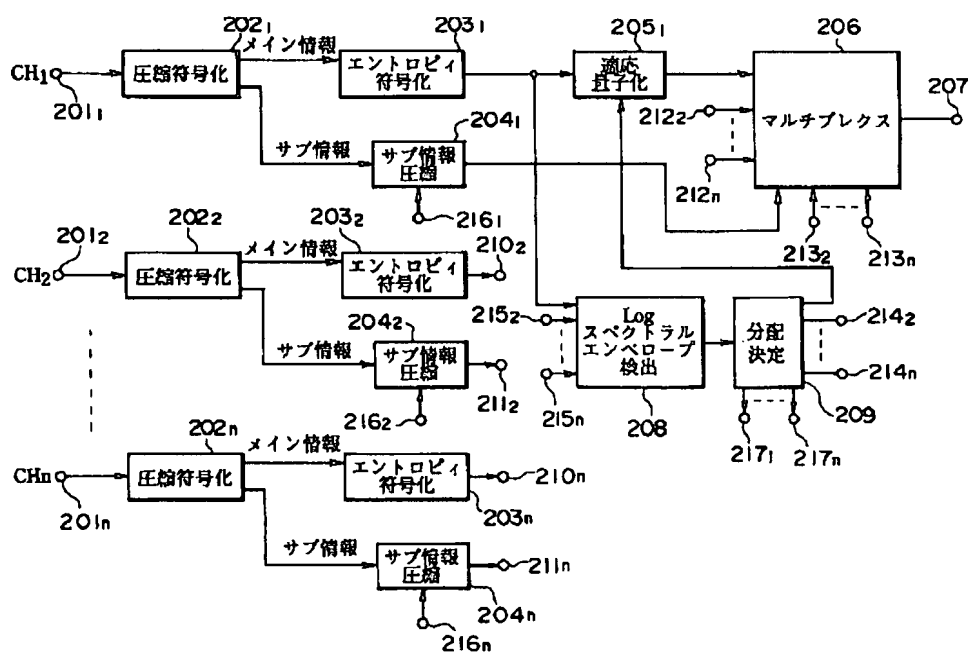 202₁
メイン情報
203₁
205₁
206
CH₁
圧縮符号化
エントロピィ
符号化
適応
量子化
マルチプレクス
207
201₁
サブ情報
204₁
サブ情報
圧縮
216₁
212₂
212n
213₂
213n
202₂
メイン情報
203₂
210₂
CH₂
201₂
圧縮符号化
エントロピィ
符号化
サブ情報
204₂
サブ情報
圧縮
211₂
216₂
215₂
215n
Log
スペクトラル
エンベロープ
検出
208
分配
決定
209
214₂
214n
217₁
217n
202n
メイン情報
CHn
201n
圧縮符号化
エントロピィ
符号化
203n
210n
サブ情報
サブ情報
圧縮
204n
211n
216n